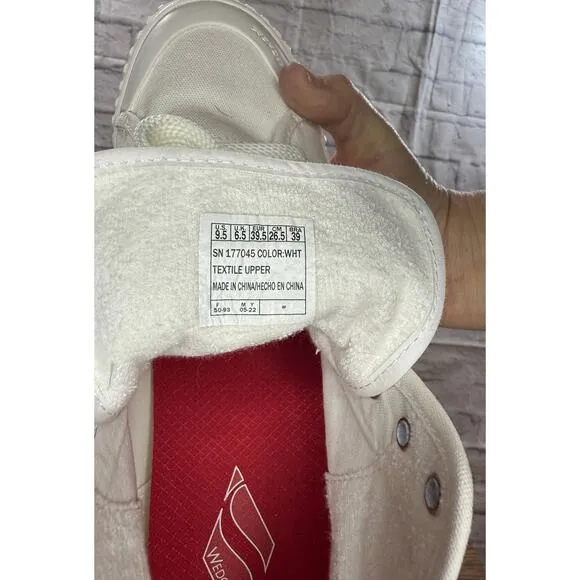 U.S U.K EUR CM BRA
9.5 6.5 39.5 26.5 39
SN 177045 COLOR:WHT
TEXTILE UPPER
MADE IN CHINA/HECHO EN CHINA
F M Y
50-93 05-22